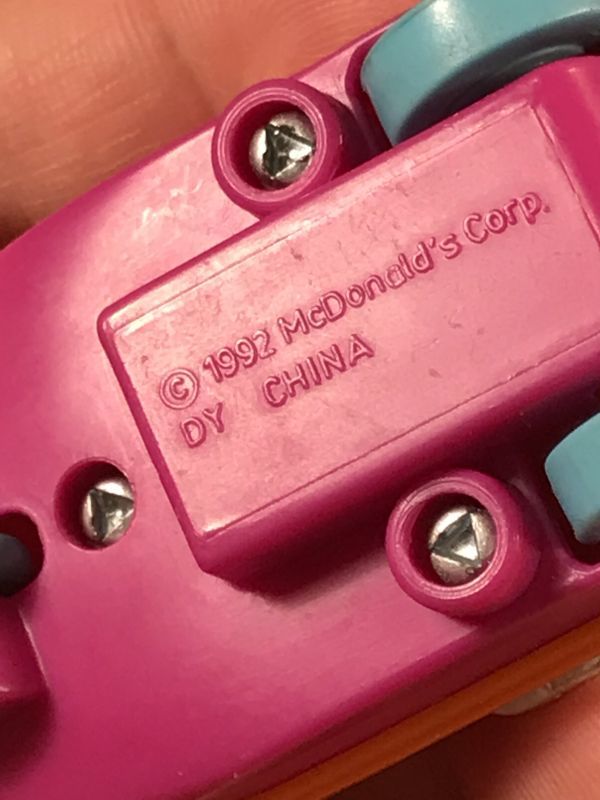 © 1992 McDonald's Corp.
DY CHINA